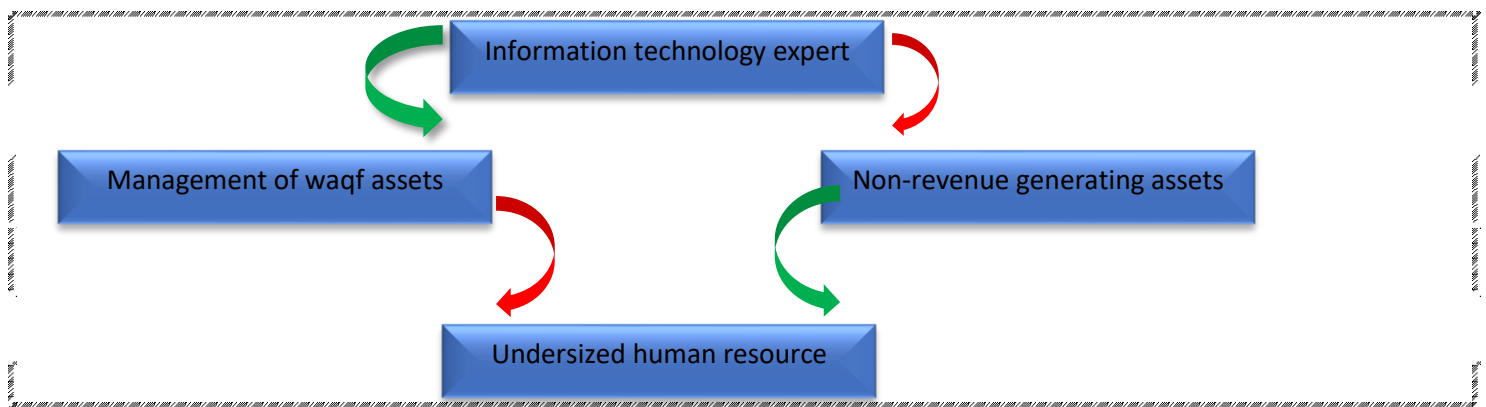 Information technology expert
Management of waqf assets
Non-revenue generating assets
Undersized human resource